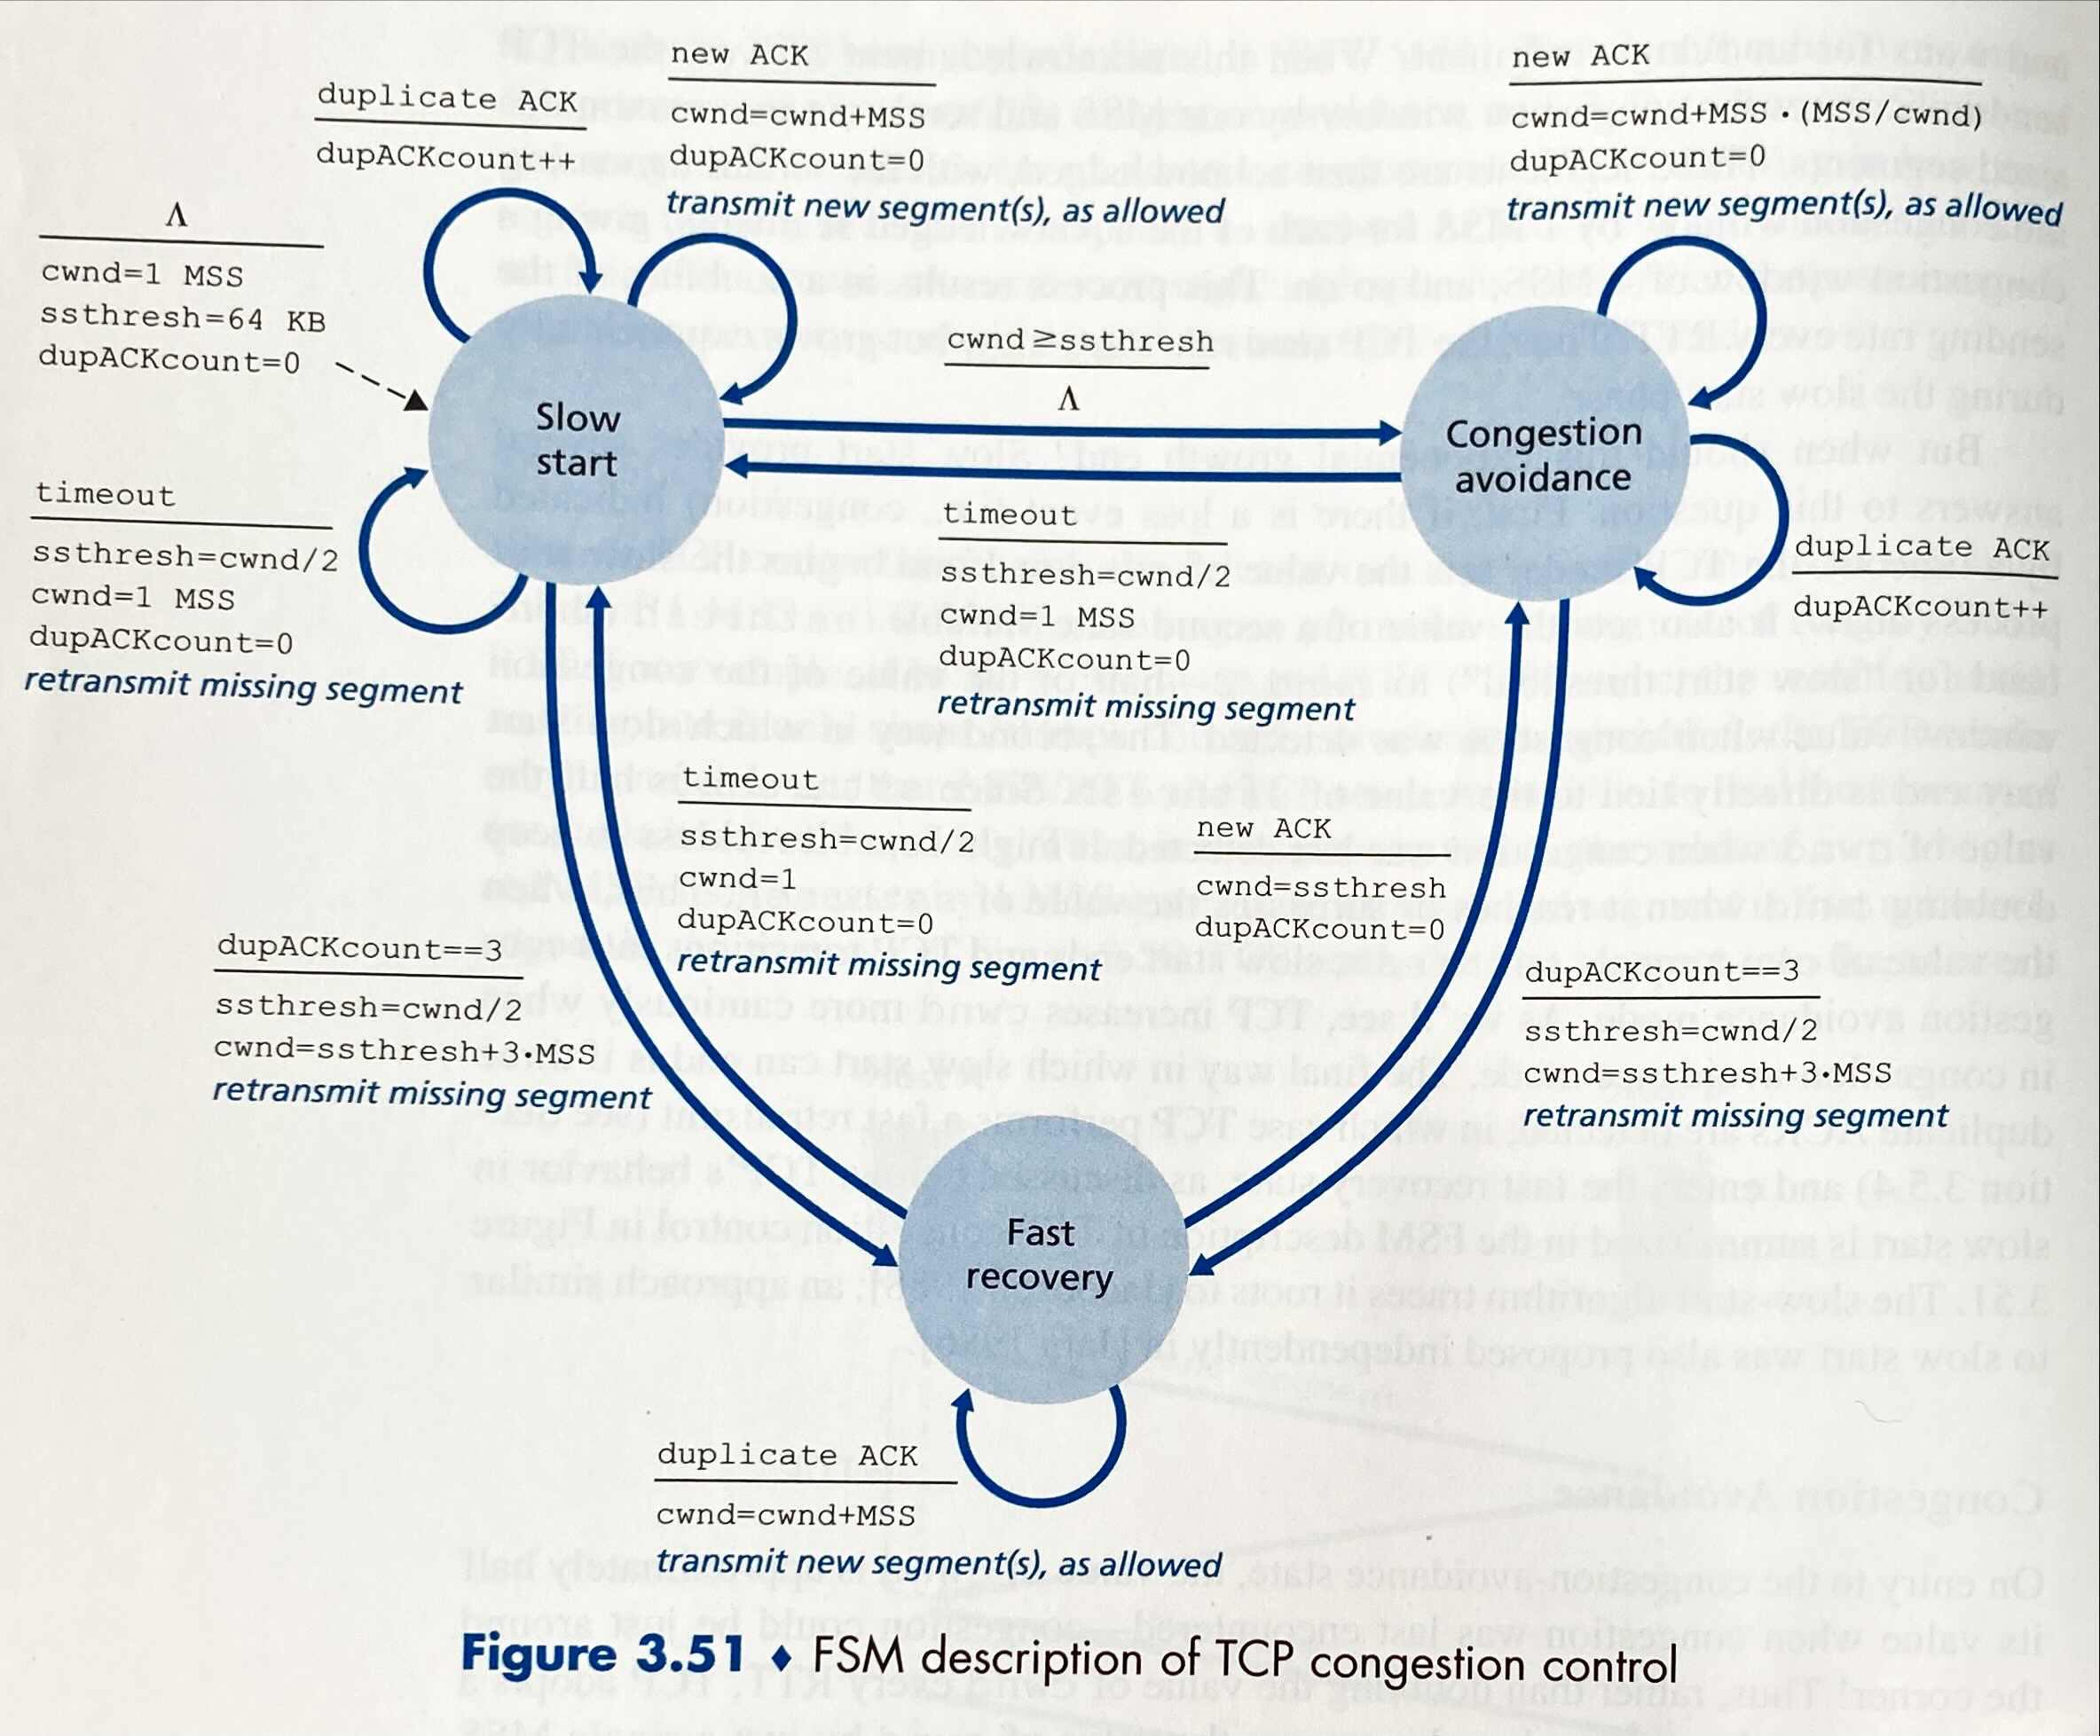 new ACK
cwnd=cwnd+MSS
dupACKcount=0
transmit new segment(s), as allowed
new ACK
cwnd=cwnd+MSS·(MSS/cwnd)
dupACKcount=0
transmit new segment(s), as allowed
duplicate ACK
dupACKcount++
Λ
cwnd=1 MSS
ssthresh=64 KB
dupACKcount=0
cwnd≥ssthresh
Λ
Slow
start
Congestion
avoidance
timeout
ssthresh=cwnd/2
cwnd=1 MSS
dupACKcount=0
retransmit missing segment
timeout
ssthresh=cwnd/2
cwnd=1 MSS
dupACKcount=0
retransmit missing segment
duplicate ACK
dupACKcount++
timeout
ssthresh=cwnd/2
cwnd=1
dupACKcount=0
retransmit missing segment
new ACK
cwnd=ssthresh
dupACKcount=0
dupACKcount==3
ssthresh=cwnd/2
cwnd=ssthresh+3·MSS
retransmit missing segment
dupACKcount==3
ssthresh=cwnd/2
cwnd=ssthresh+3·MSS
retransmit missing segment
Fast
recovery
duplicate ACK
cwnd=cwnd+MSS
transmit new segment(s), as allowed
Figure 3.51 ♦ FSM description of TCP congestion control